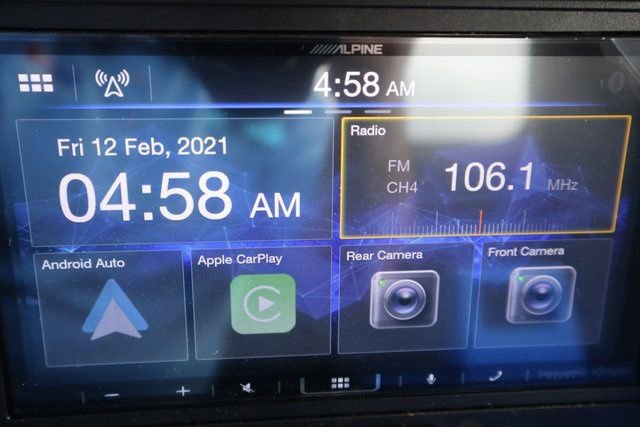 ALPINE
4:58 AM
Fri 12 Feb, 2021
04:58 AM
Radio
FM
CH4
106.1 MHz
Android Auto
Apple CarPlay
Rear Camera
Front Camera